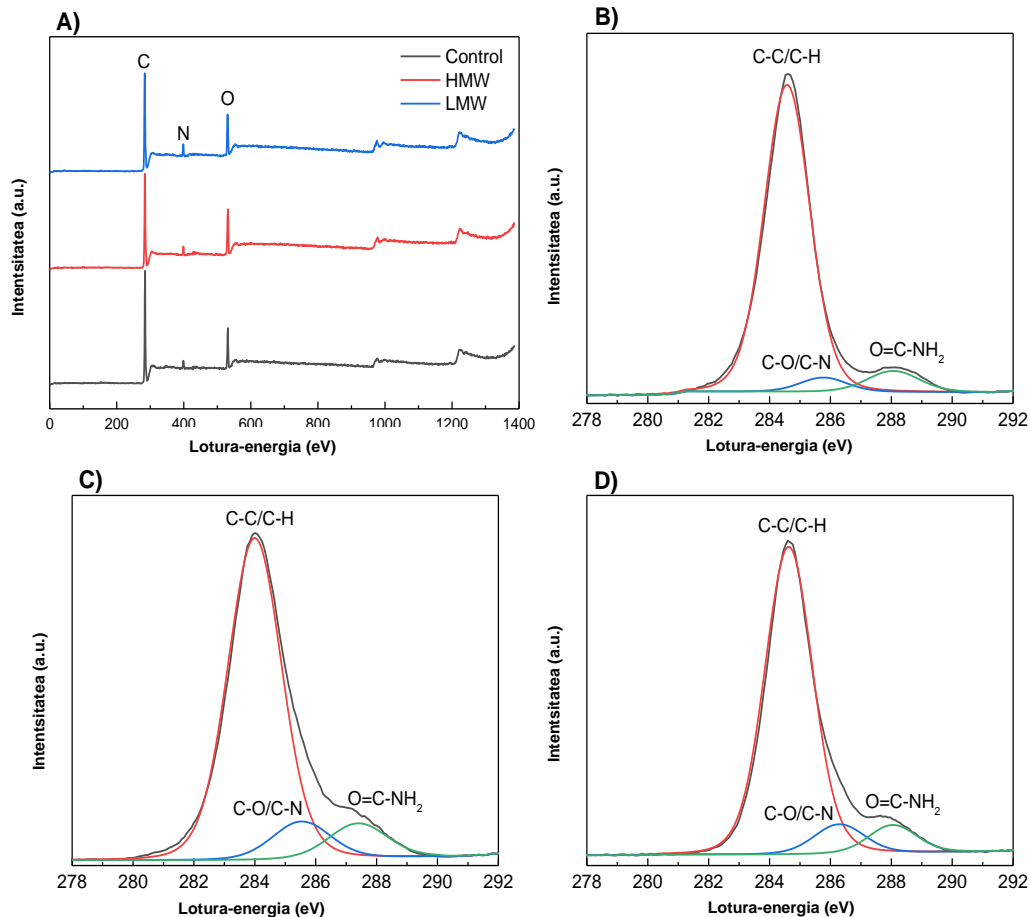 A)
C
N
O
Control
HMW
LMW
Intentsitatea (a.u.)
0 200 400 600 800 1000 1200 1400
Lotura-energia (eV)
B)
C-C/C-H
C-O/C-N
O=C-NH2
Intentsitatea (a.u.)
278 280 282 284 286 288 290 292
Lotura-energia (eV)
C)
C-C/C-H
C-O/C-N
O=C-NH2
Intentsitatea (a.u.)
278 280 282 284 286 288 290 292
Lotura-energia (eV)
D)
C-C/C-H
C-O/C-N
O=C-NH2
Intentsitatea (a.u.)
278 280 282 284 286 288 290 292
Lotura-energia (eV)